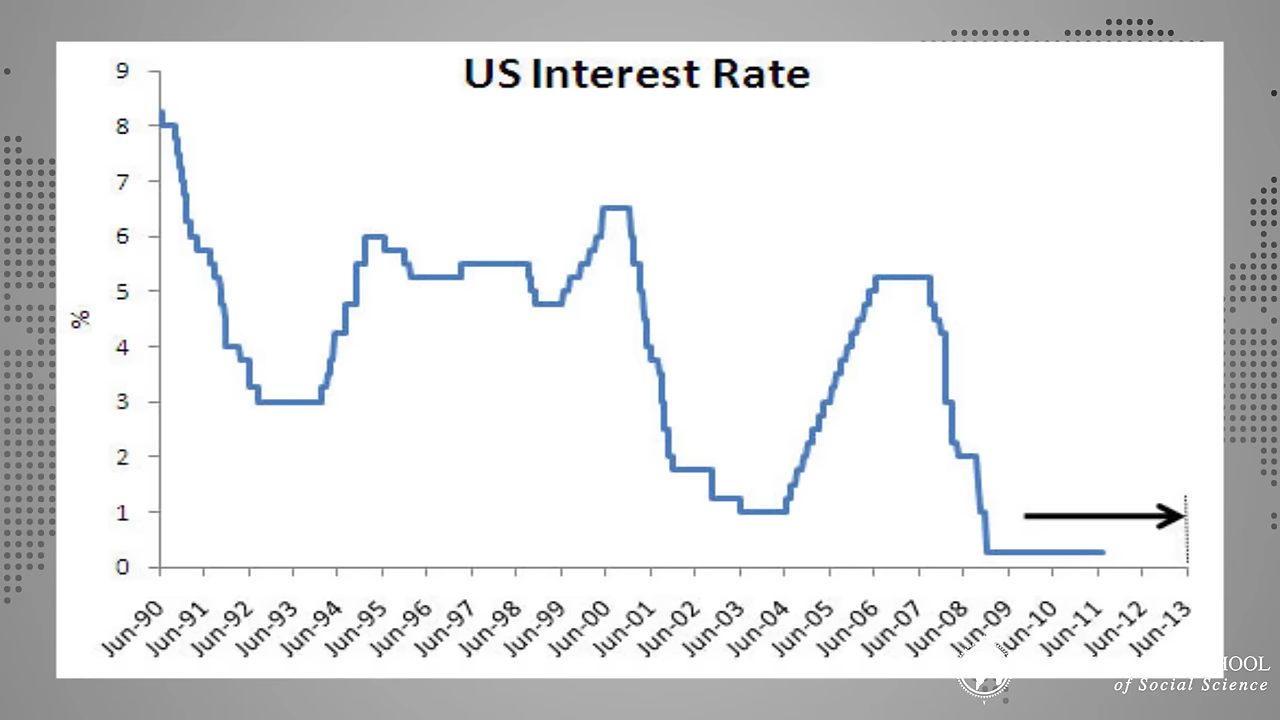 US Interest Rate
9
8
7
6
5
4
3
2
1
0
%
Jun-90
Jun-91
Jun-92
Jun-93
Jun-94
Jun-95
Jun-96
Jun-97
Jun-98
Jun-99
Jun-00
Jun-01
Jun-02
Jun-03
Jun-04
Jun-05
Jun-06
Jun-07
Jun-08
Jun-09
Jun-10
Jun-11
Jun-12
Jun-13
of Social Science